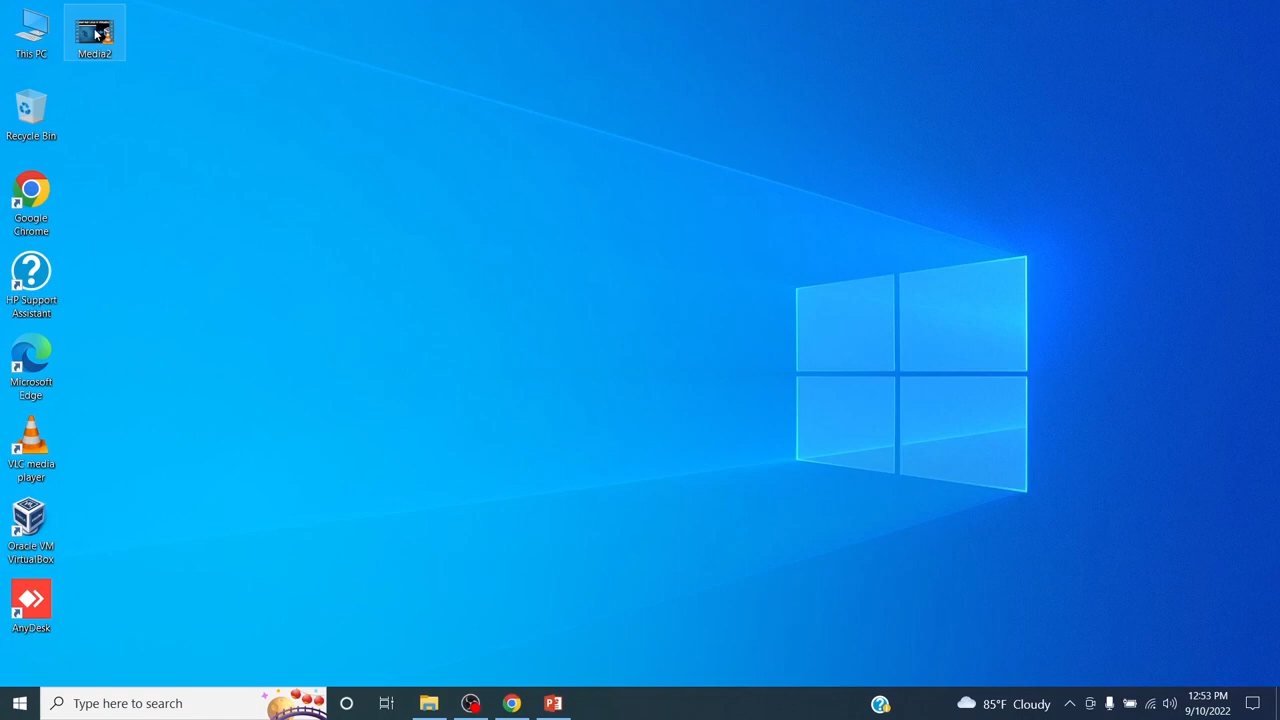 This PC
Media2
Recycle Bin
Google
Chrome
HP Support
Assistant
Microsoft
Edge
VLC media
player
Oracle VM
VirtualBox
AnyDesk
Type here to search
85°F Cloudy
12:53 PM
9/10/2022